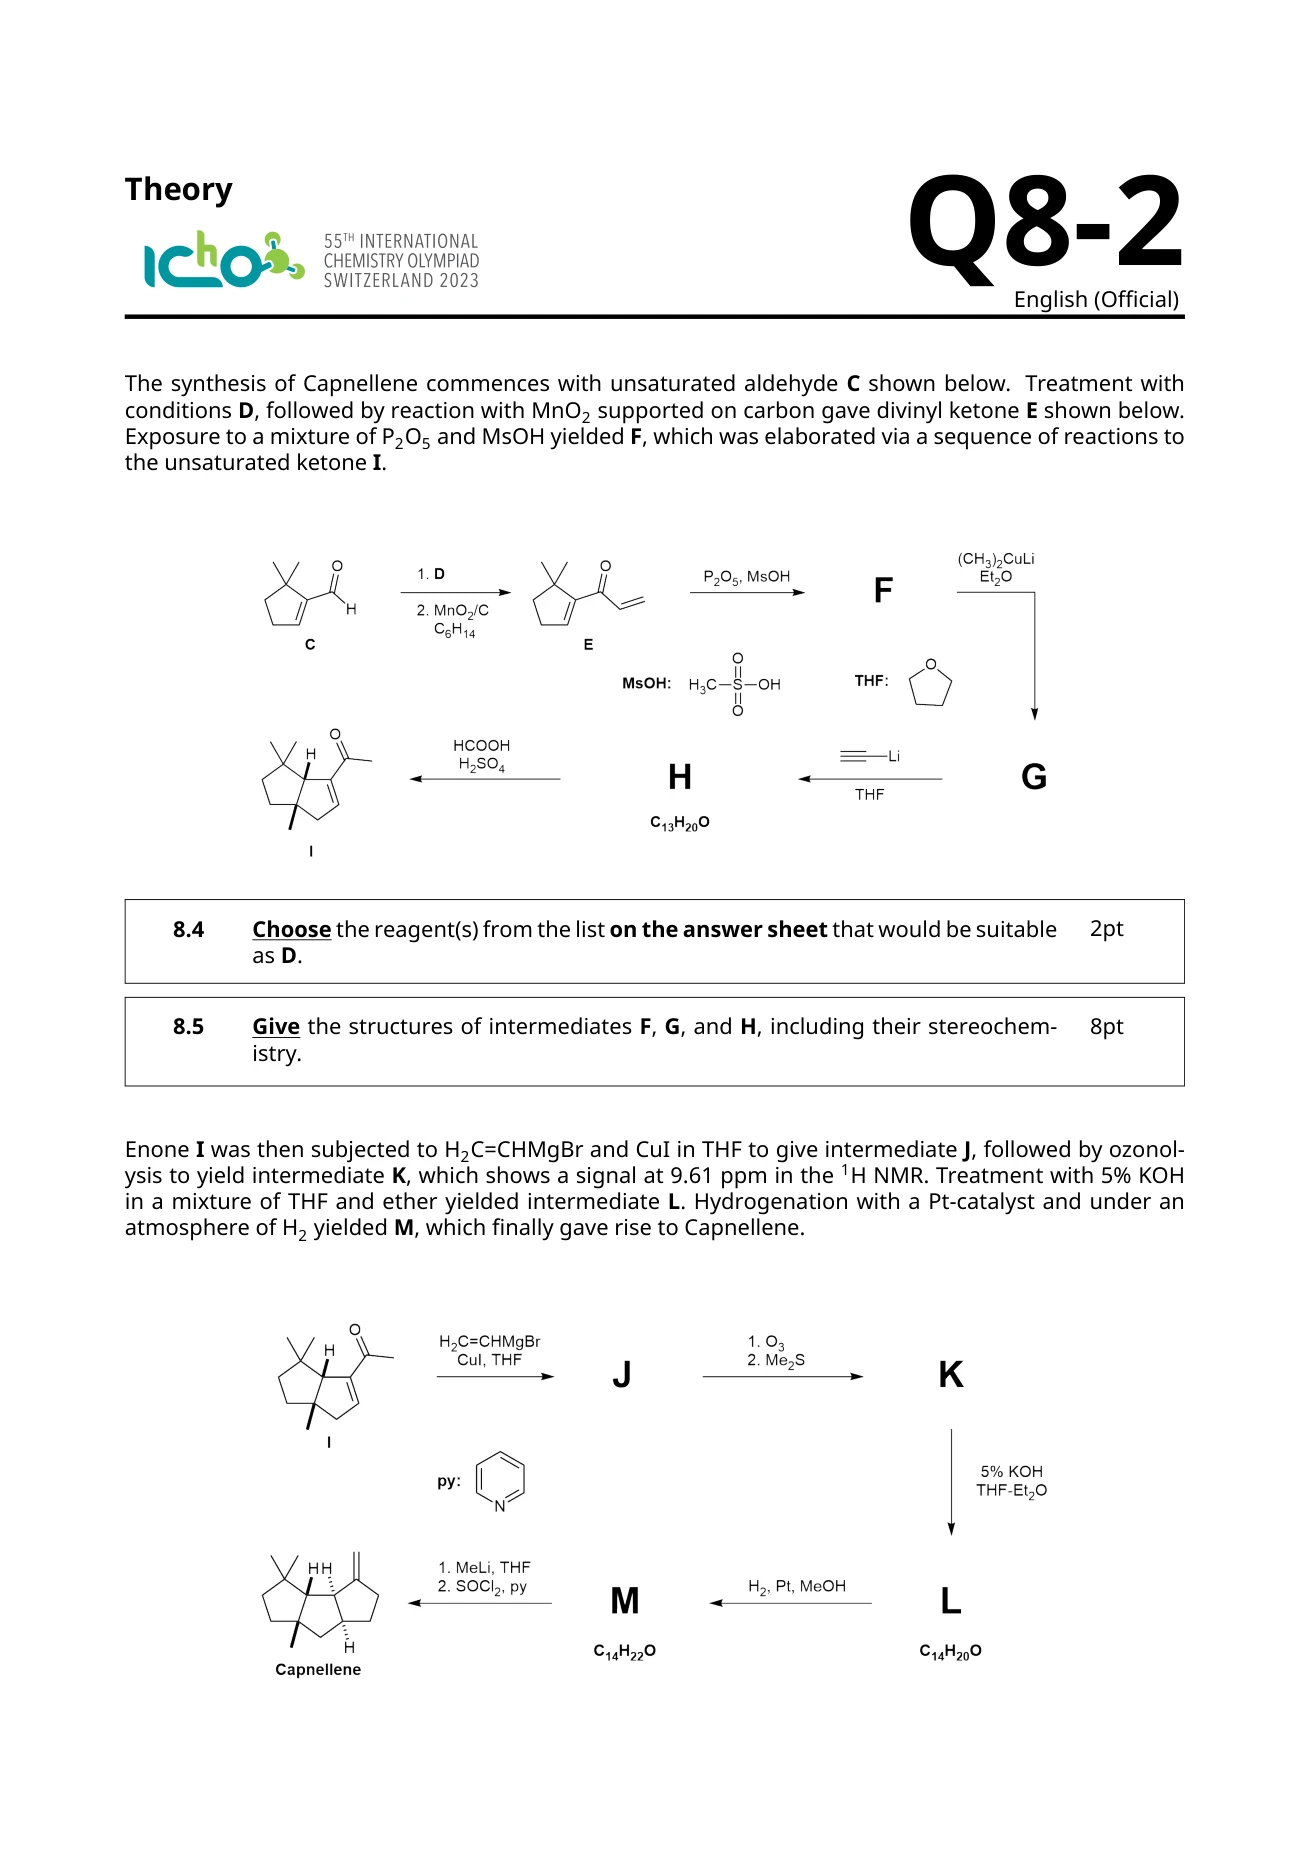 Theory
Q8-2
IChO
55TH INTERNATIONAL
CHEMISTRY OLYMPIAD
SWITZERLAND 2023
English (Official)
The synthesis of Capnellene commences with unsaturated aldehyde C shown below. Treatment with
conditions D, followed by reaction with MnO2 supported on carbon gave divinyl ketone E shown below.
Exposure to a mixture of P2O5 and MsOH yielded F, which was elaborated via a sequence of reactions to
the unsaturated ketone I.
O
H
C
1. D
2. MnO2/C
C6H14
O
E
P2O5, MsOH
F
(CH3)2CuLi
Et2O
MsOH:
O
H3C–S–OH
O
THF:
O
G
Li
THF
H
C13H20O
HCOOH
H2SO4
O
H
I
8.4 Choose the reagent(s) from the list on the answer sheet that would be suitable 2pt
as D.
8.5 Give the structures of intermediates F, G, and H, including their stereochem- 8pt
istry.
Enone I was then subjected to H2C=CHMgBr and CuI in THF to give intermediate J, followed by ozonol-
ysis to yield intermediate K, which shows a signal at 9.61 ppm in the 1H NMR. Treatment with 5% KOH
in a mixture of THF and ether yielded intermediate L. Hydrogenation with a Pt-catalyst and under an
atmosphere of H2 yielded M, which finally gave rise to Capnellene.
O
H
I
H2C=CHMgBr
CuI, THF
J
1. O3
2. Me2S
K
py:
N
5% KOH
THF-Et2O
L
C14H20O
H2, Pt, MeOH
M
C14H22O
1. MeLi, THF
2. SOCl2, py
H H
H
Capnellene